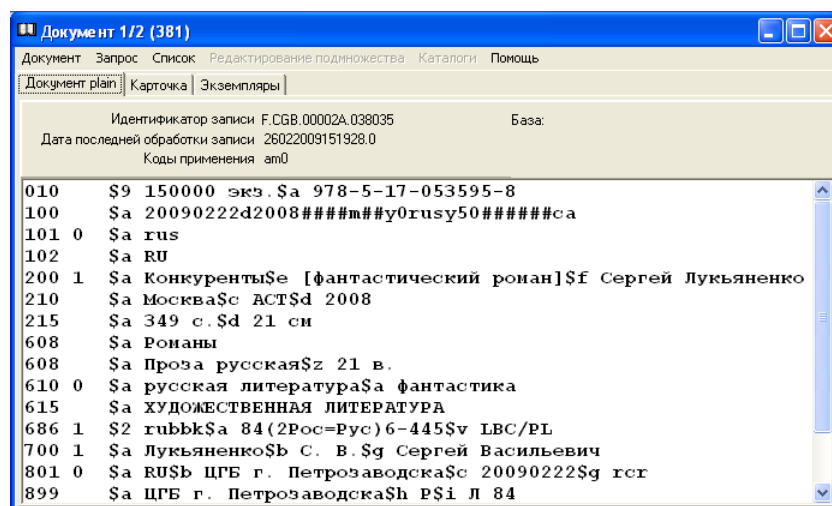 Документ 1/2 (381)
Документ Запрос Список Редактирование подмножества Каталоги Помощь
Документ plain Карточка Экземпляры
Идентификатор записи F.CGB.00002A.038035 База:
Дата последней обработки записи 26022009151928.0
Коды применения am0
010 $9 150000 экз.$a 978-5-17-053595-8
100 $a 20090222d2008####m##y0rusy50######ca
101 0 $a rus
102 $a RU
200 1 $a Конкуренты$e [фантастический роман]$f Сергей Лукьяненко
210 $a Москва$c АСТ$d 2008
215 $a 349 с.$d 21 см
608 $a Романы
608 $a Проза русская$z 21 в.
610 0 $a русская литература$a фантастика
615 $a ХУДОЖЕСТВЕННАЯ ЛИТЕРАТУРА
686 1 $2 rubbk$a 84(2Рос=Рус)6-445$v LBC/PL
700 1 $a Лукьяненко$b С. В.$g Сергей Васильевич
801 0 $a RU$b ЦГБ г. Петрозаводска$c 20090222$g rcr
899 $a ЦГБ г. Петрозаводска$h Р$i Л 84